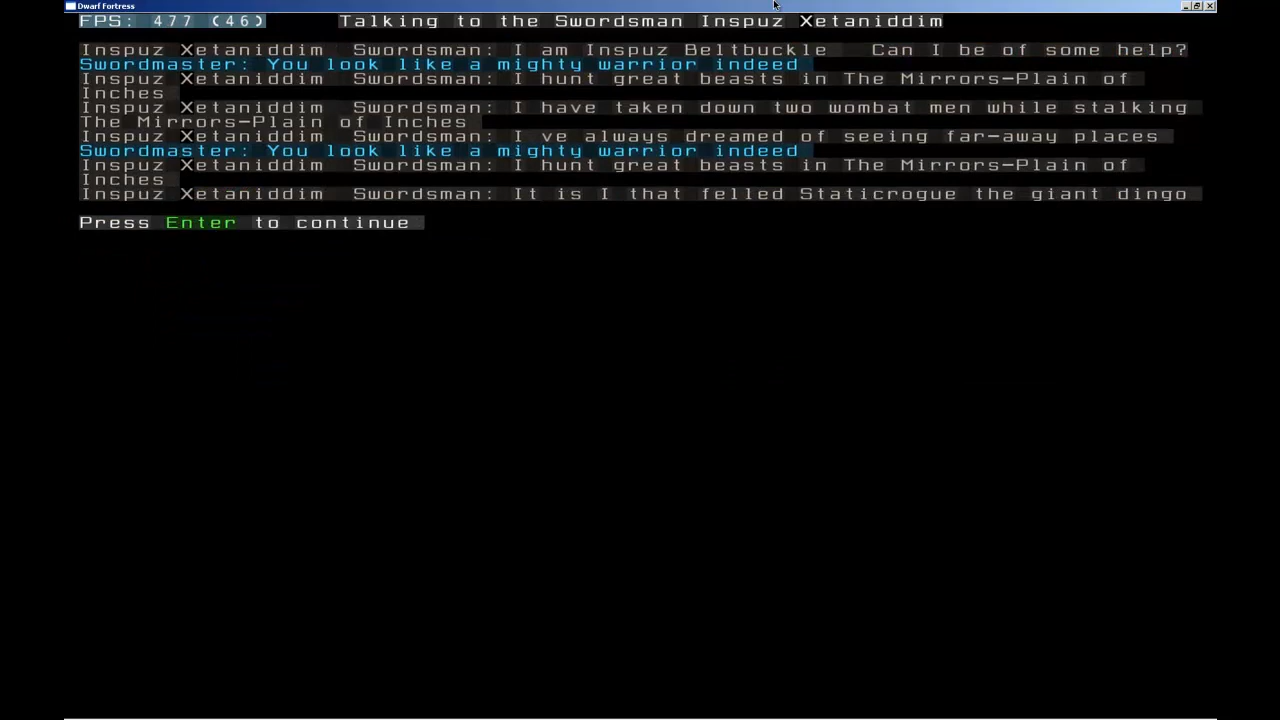 Dwarf Fortress
FPS: 477 (46) Talking to the Swordsman Inspuz Xetaniddim
Inspuz Xetaniddim Swordsman: I am Inspuz Beltbuckle Can I be of some help?
Swordmaster: You look like a mighty warrior indeed
Inspuz Xetaniddim Swordsman: I hunt great beasts in The Mirrors-Plain of
Inches
Inspuz Xetaniddim Swordsman: I have taken down two wombat men while stalking
The Mirrors-Plain of Inches
Inspuz Xetaniddim Swordsman: I ve always dreamed of seeing far-away places
Swordmaster: You look like a mighty warrior indeed
Inspuz Xetaniddim Swordsman: I hunt great beasts in The Mirrors-Plain of
Inches
Inspuz Xetaniddim Swordsman: It is I that felled Staticrogue the giant dingo
Press Enter to continue